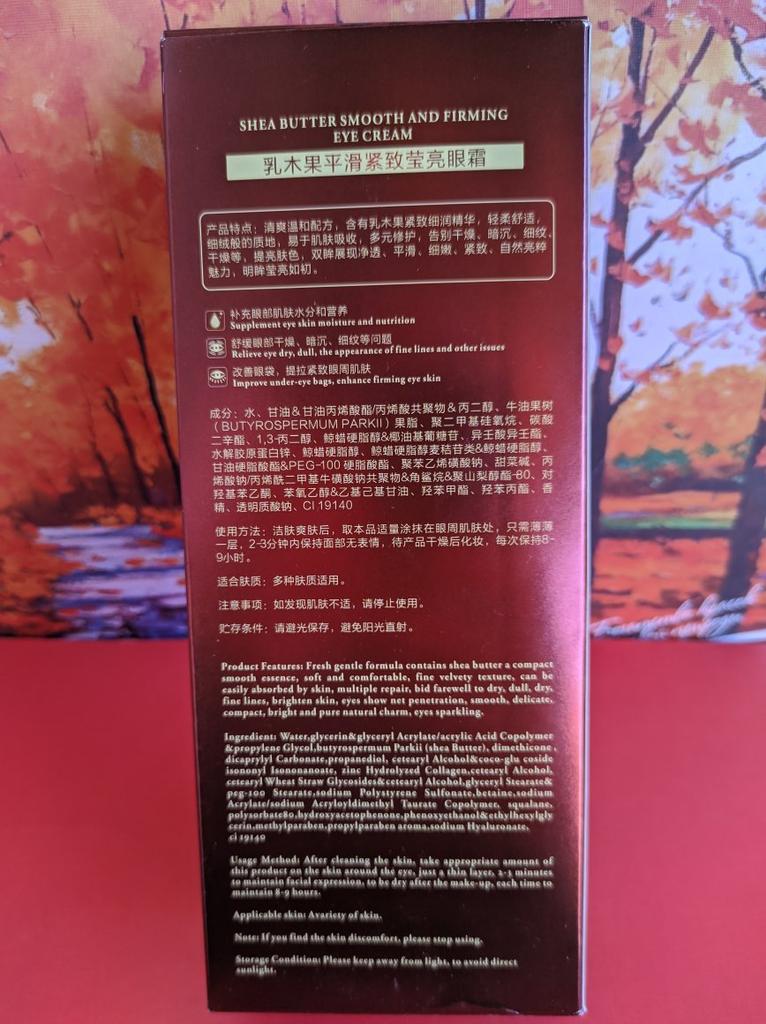 SHEA BUTTER SMOOTH AND FIRMING
EYE CREAM
乳木果平滑紧致莹亮眼霜
产品特点：清爽温和配方，含有乳木果紧致细润精华，轻柔舒适，
细绒般的质地，易于肌肤吸收，多元修护，告别干燥、暗沉、细纹、
干燥等，提亮肤色，双眸展现净透、平滑、细嫩、紧致、自然亮粹
魅力，明眸莹亮如初。
补充眼部肌肤水分和营养
Supplement eye skin moisture and nutrition
舒缓眼部干燥、暗沉、细纹等问题
Relieve eye dry, dull, the appearance of fine lines and other issues
改善眼袋，提拉紧致眼周肌肤
Improve under-eye bags, enhance firming eye skin
成分：水、甘油＆甘油丙烯酸酯/丙烯酸共聚物＆丙二醇、牛油果树
（BUTYROSPERMUM PARKII）果脂、聚二甲基硅氧烷、碳酸
二辛酯、1,3-丙二醇、鲸蜡硬脂醇&椰油基葡糖苷、异壬酸异壬酯、
水解胶原蛋白锌、鲸蜡硬脂醇、鲸蜡硬脂醇麦秸苷类&鲸蜡硬脂醇、
甘油硬脂酸酯&PEG-100 硬脂酸酯、聚苯乙烯磺酸钠、甜菜碱、丙
烯酸钠/丙烯酰二甲基牛磺酸钠共聚物&角鲨烷&聚山梨醇酯-80、对
羟基苯乙酮、苯氧乙醇&乙基己基甘油、羟苯甲酯、羟苯丙酯、香
精、透明质酸钠、CI 19140
使用方法：洁肤爽肤后，取本品适量涂抹在眼周肌肤处，只需薄薄
一层，2-3分钟内保持面部无表情，待产品干燥后化妆，每次保持8-
9小时。
适合肤质：多种肤质适用。
注意事项：如发现肌肤不适，请停止使用。
贮存条件：请避光保存，避免阳光直射。
Product Features: Fresh gentle formula contains shea butter a compact
smooth essence, soft and comfortable, fine velvety texture, can be
easily absorbed by skin, multiple repair, bid farewell to dry, dull, dry,
fine lines, brighten skin, eyes show net penetration, smooth, delicate,
compact, bright and pure natural charm, eyes sparkling.
Ingredient: Water,glycerin&glyceryl Acrylate/acrylic Acid Copolymer
&propylene Glycol,butyrospermum Parkii (shea Butter), dimethicone,
dicaprylyl Carbonate,propanediol, cetearyl Alcohol&coco-glu coside
isononyl Isononanoate, zinc Hydrolyzed Collagen,cetearyl Alcohol,
cetearyl Wheat Straw Glycosides&cetearyl Alcohol,glyceryl Stearate&
peg-100 Stearate,sodium Polystyrene Sulfonate,betaine,sodium
Acrylate/sodium Acryloyldimethyl Taurate Copolymer, squalane,
polysorbate80,hydroxyacetophenone,phenoxyethanol&ethylhexylgly
cerin,methylparaben,propylparaben aroma,sodium Hyaluronate,
ci 19140
Usage Method: After cleaning the skin, take appropriate amount of
this product on the skin around the eye, just a thin layer, 2-3 minutes
to maintain facial expression, to be dry after the make-up, each time to
maintain 8-9 hours.
Applicable skin: Avariety of skin.
Note: If you find the skin discomfort, please stop using.
Storage Condition: Please keep away from light, to avoid direct
sunlight.